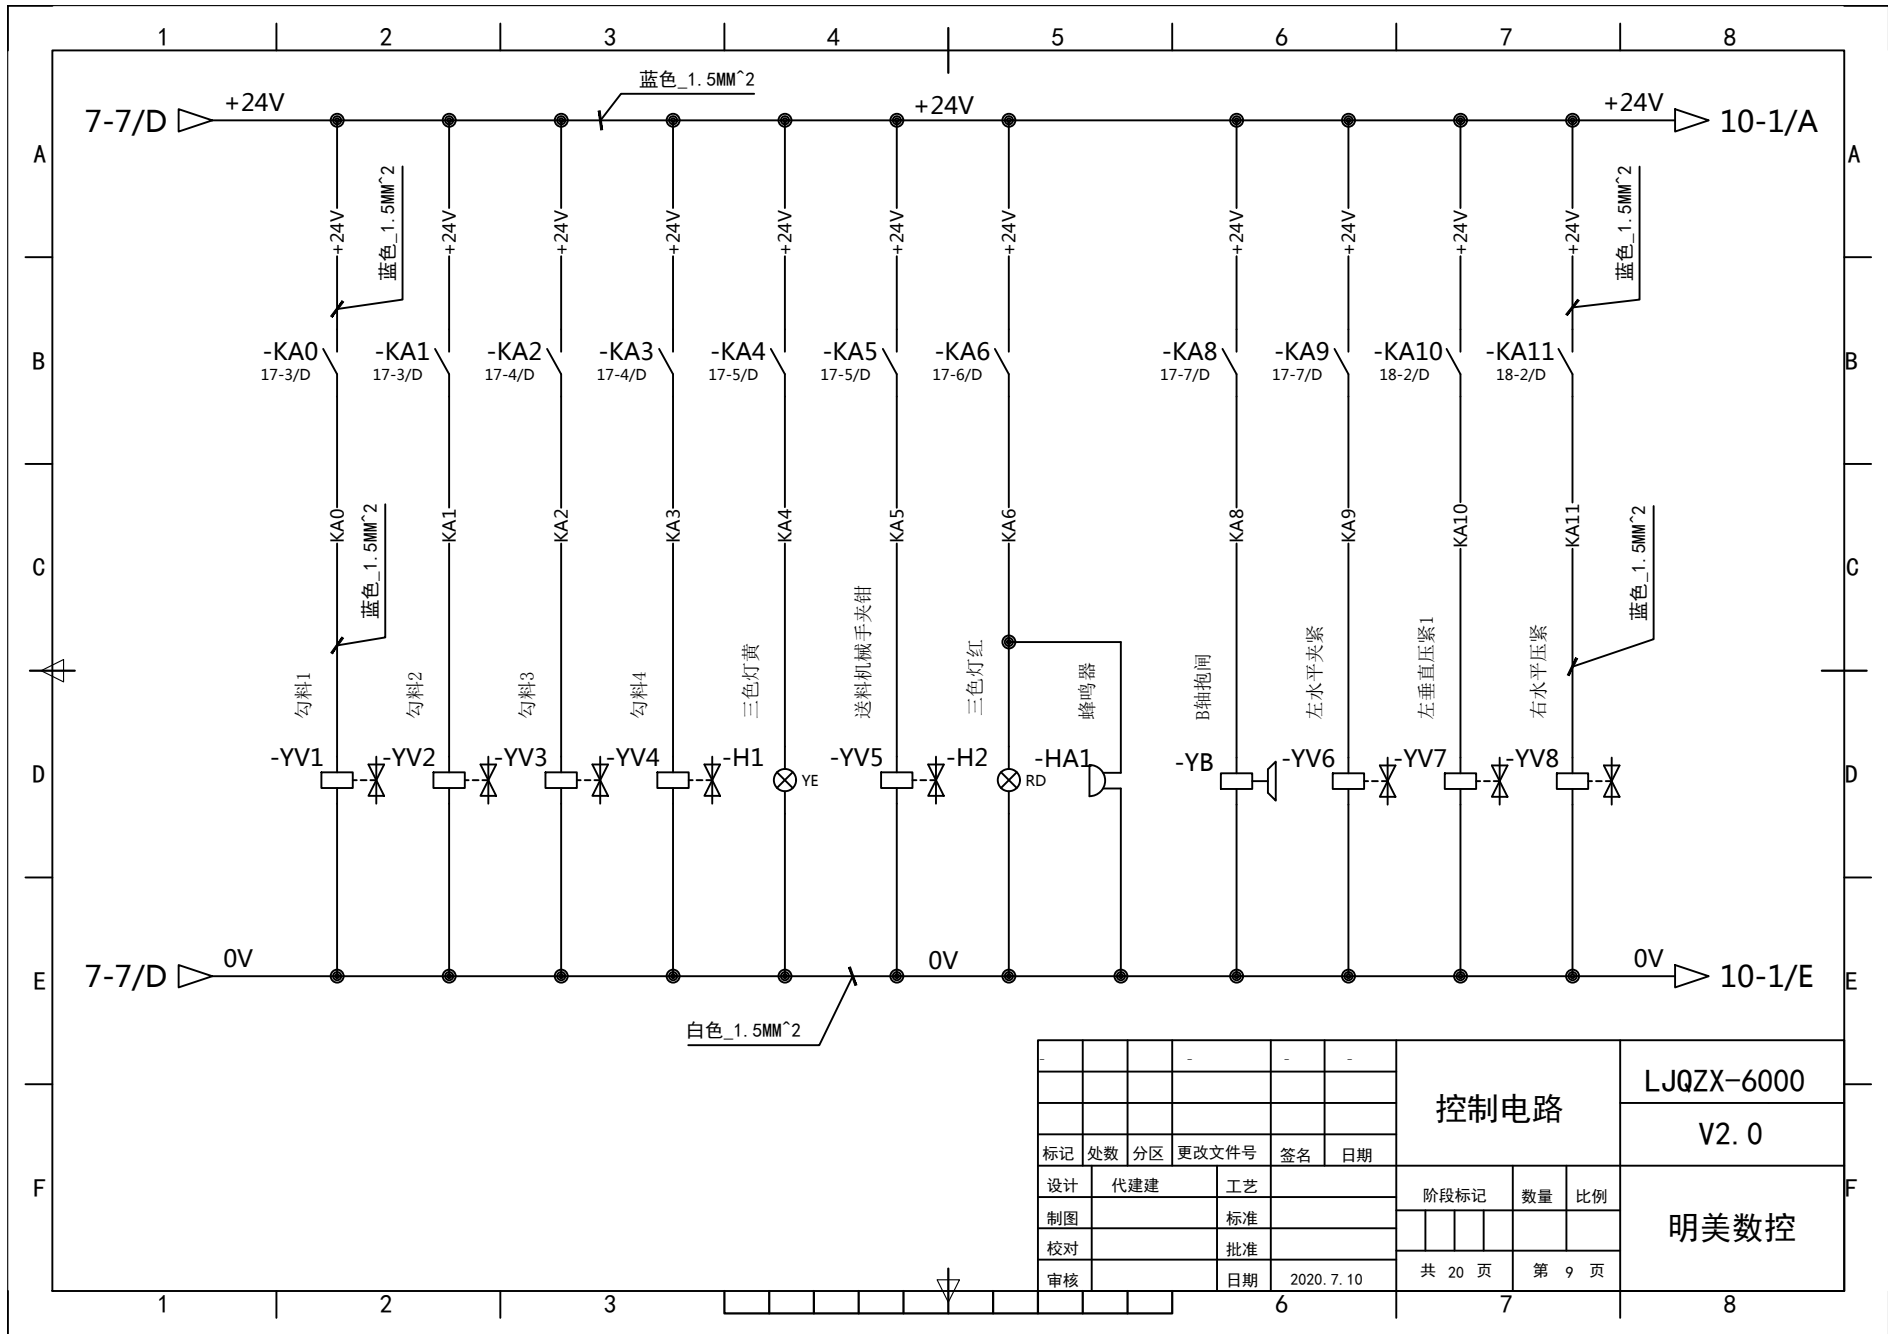 1 2 3 4 5 6 7 8
蓝色_1.5MM^2
7-7/D +24V +24V +24V 10-1/A
A A
蓝色_1.5MM^2 蓝色_1.5MM^2
+24V +24V +24V +24V +24V +24V +24V +24V +24V +24V +24V
B B
-KA0 -KA1 -KA2 -KA3 -KA4 -KA5 -KA6 -KA8 -KA9 -KA10 -KA11
17-3/D 17-3/D 17-4/D 17-4/D 17-5/D 17-5/D 17-6/D 17-7/D 17-7/D 18-2/D 18-2/D
KA0 KA1 KA2 KA3 KA4 KA5 KA6 KA8 KA9 KA10 KA11
蓝色_1.5MM^2 蓝色_1.5MM^2
C C
勾料1 勾料2 勾料3 勾料4 三色灯黄 送料机械手夹钳 三色灯红 蜂鸣器 B轴抱闸 左水平夹紧 左垂直压紧1 右水平压紧
-YV1 -YV2 -YV3 -YV4 -H1 -YV5 -H2 -HA1 -YB -YV6 -YV7 -YV8
D YE RD D
7-7/D 0V 0V 0V 10-1/E
E E
白色_1.5MM^2
- - - -
控制电路
LJQZX-6000
V2.0
标记 处数 分区 更改文件号 签名 日期
F F
设计 代建建 工艺
阶段标记 数量 比例
制图 标准
明美数控
校对 批准
审核 日期 2020.7.10
共 20 页 第 9 页
1 2 3 6 7 8